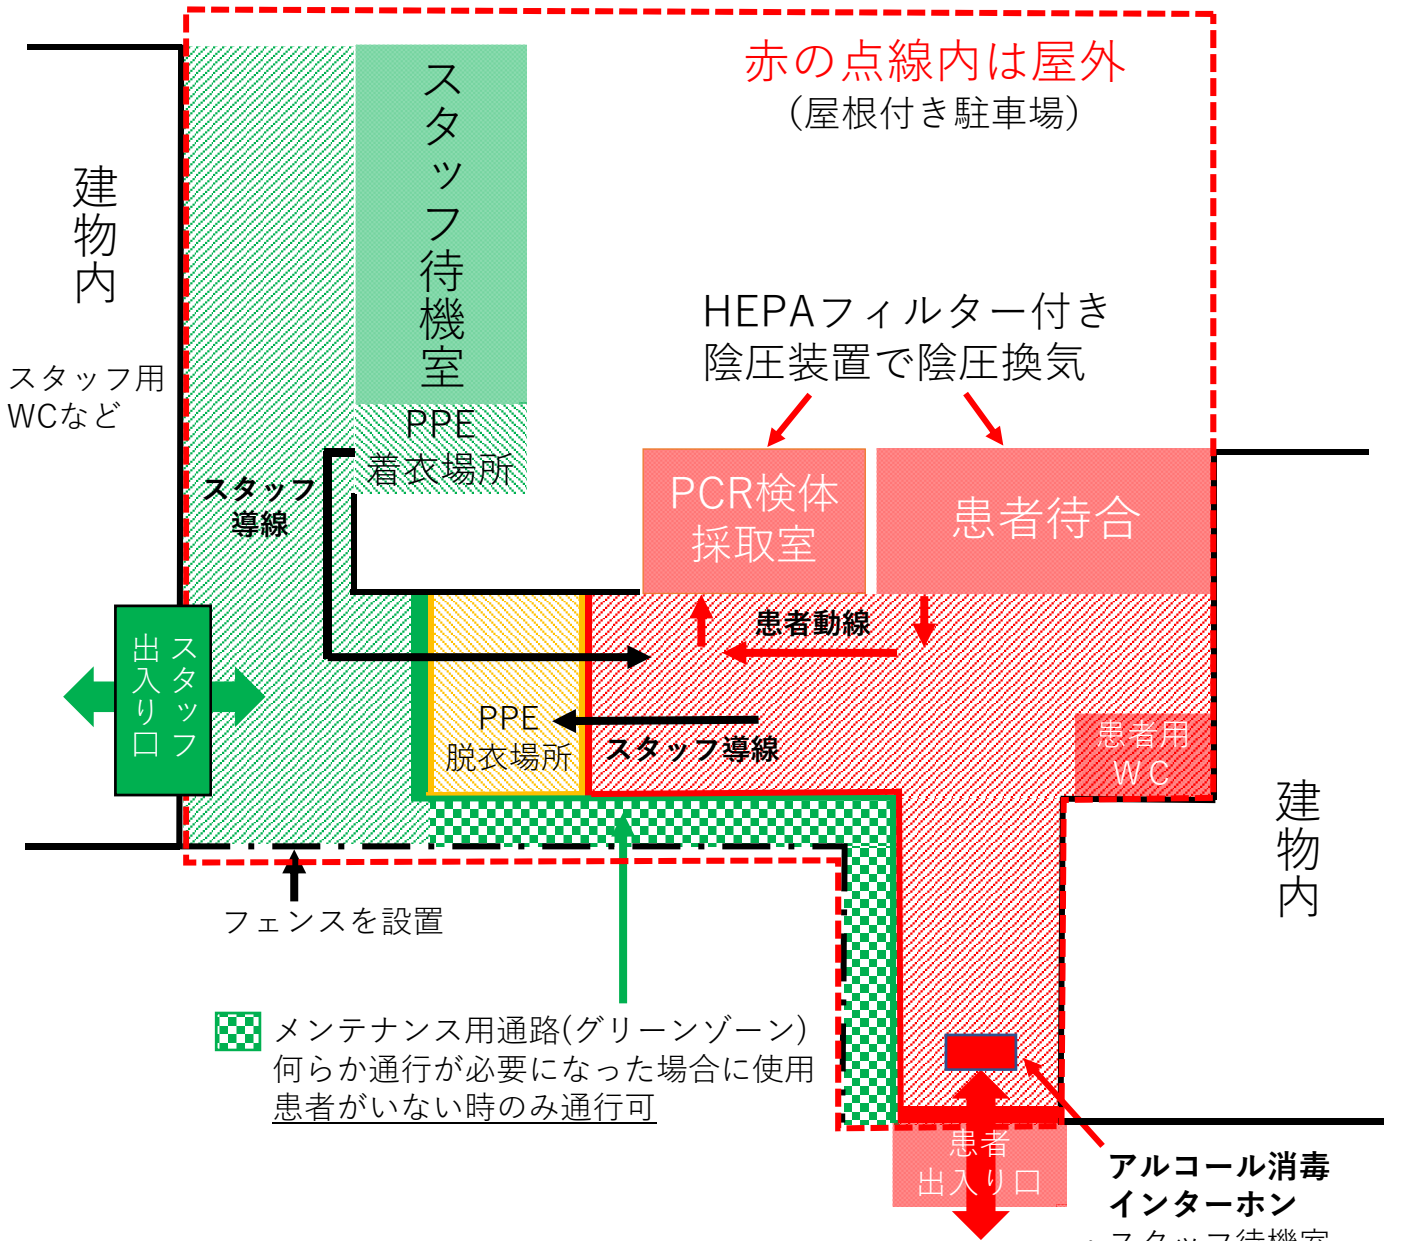 赤の点線内は屋外
(屋根付き駐車場)
スタッフ待機室
建物内
スタッフ用
WCなど
HEPAフィルター付き
陰圧装置で陰圧換気
PPE
着衣場所
スタッフ
導線
PCR検体
採取室
患者待合
患者動線
スタッフ
出入り口
PPE
脱衣場所
スタッフ導線
患者用
WC
建物内
フェンスを設置
メンテナンス用通路(グリーンゾーン)
何らか通行が必要になった場合に使用
患者がいない時のみ通行可
患者
出入り口
アルコール消毒
インターホン
・スタッフ待機室